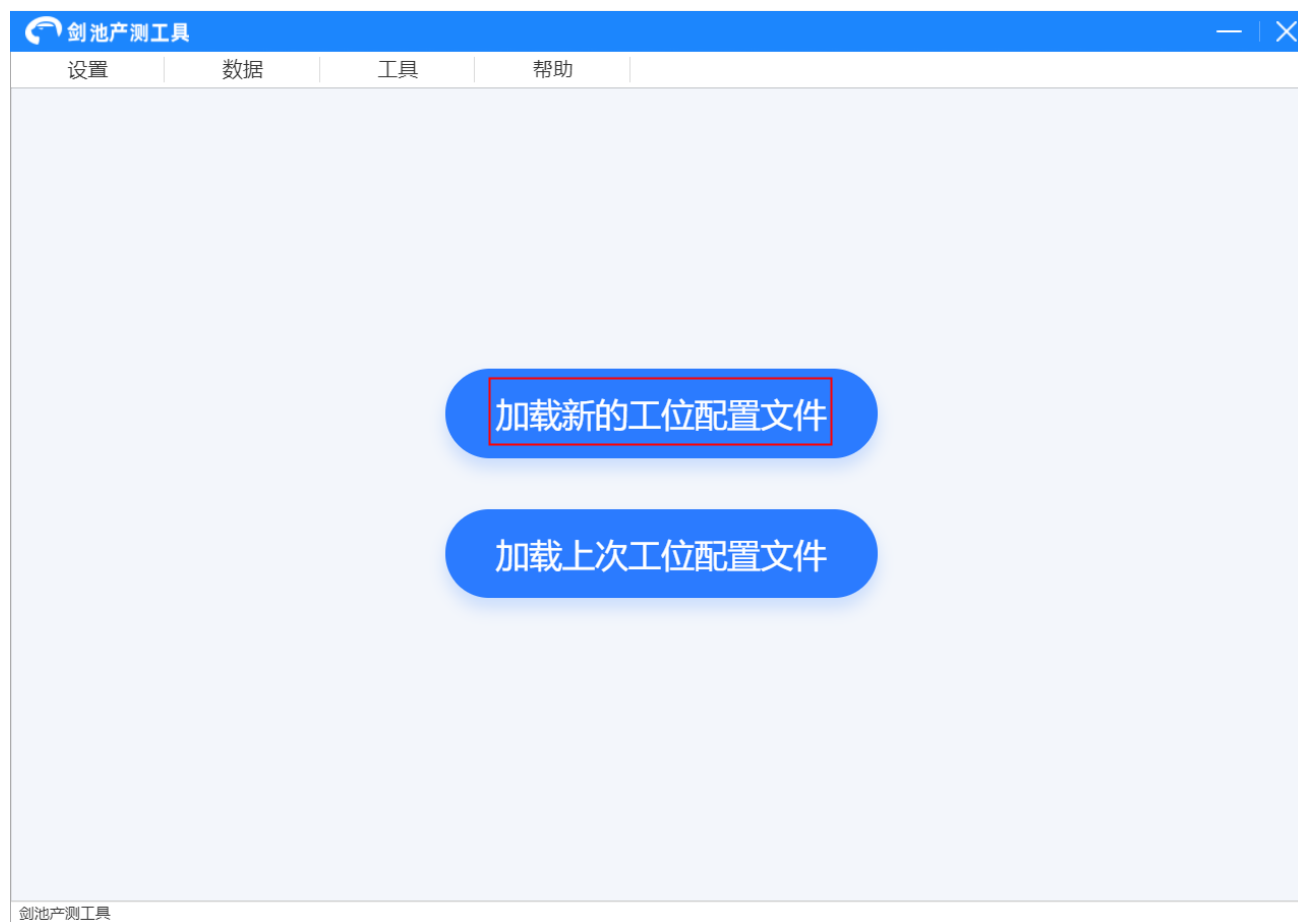 剑池产测工具
设置 数据 工具 帮助
加载新的工位配置文件
加载上次工位配置文件
剑池产测工具